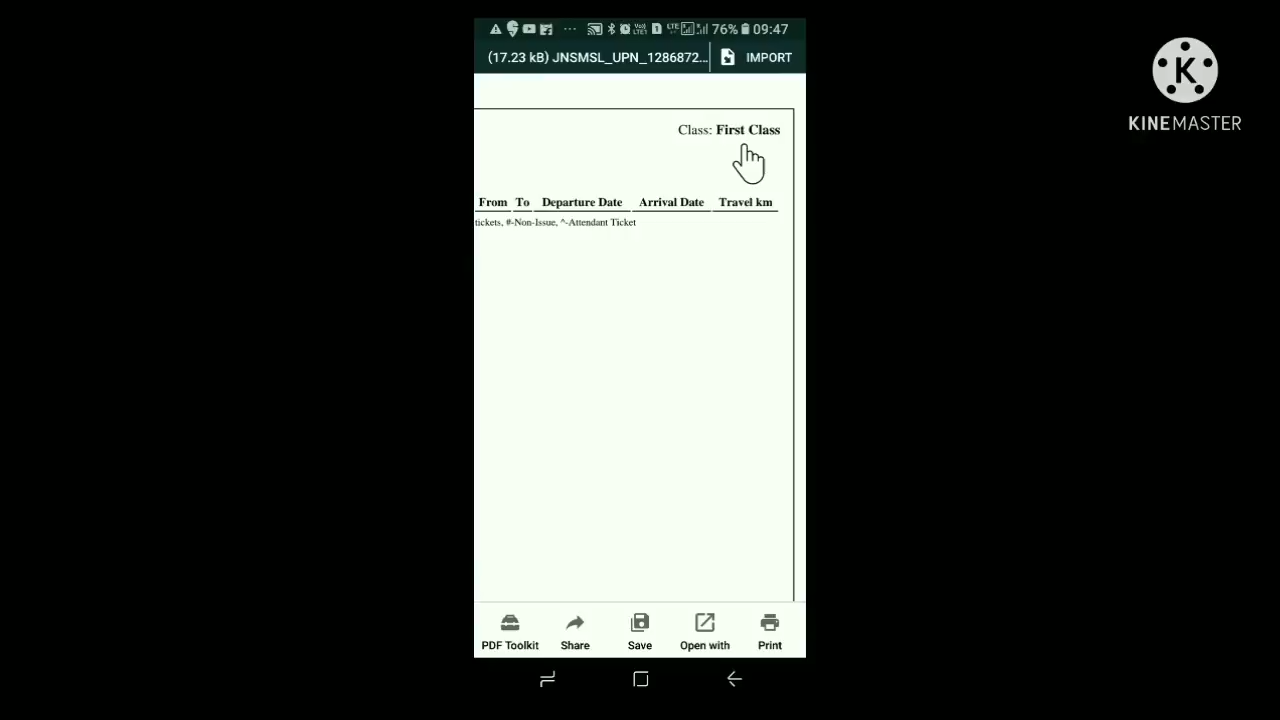 76% 09:47
(17.23 kB) JNSMSL_UPN_1286872... IMPORT
K
KINEMASTER
Class: First Class
From To Departure Date Arrival Date Travel km
tickets, #-Non-Issue, ^-Attendant Ticket
PDF Toolkit Share Save Open with Print